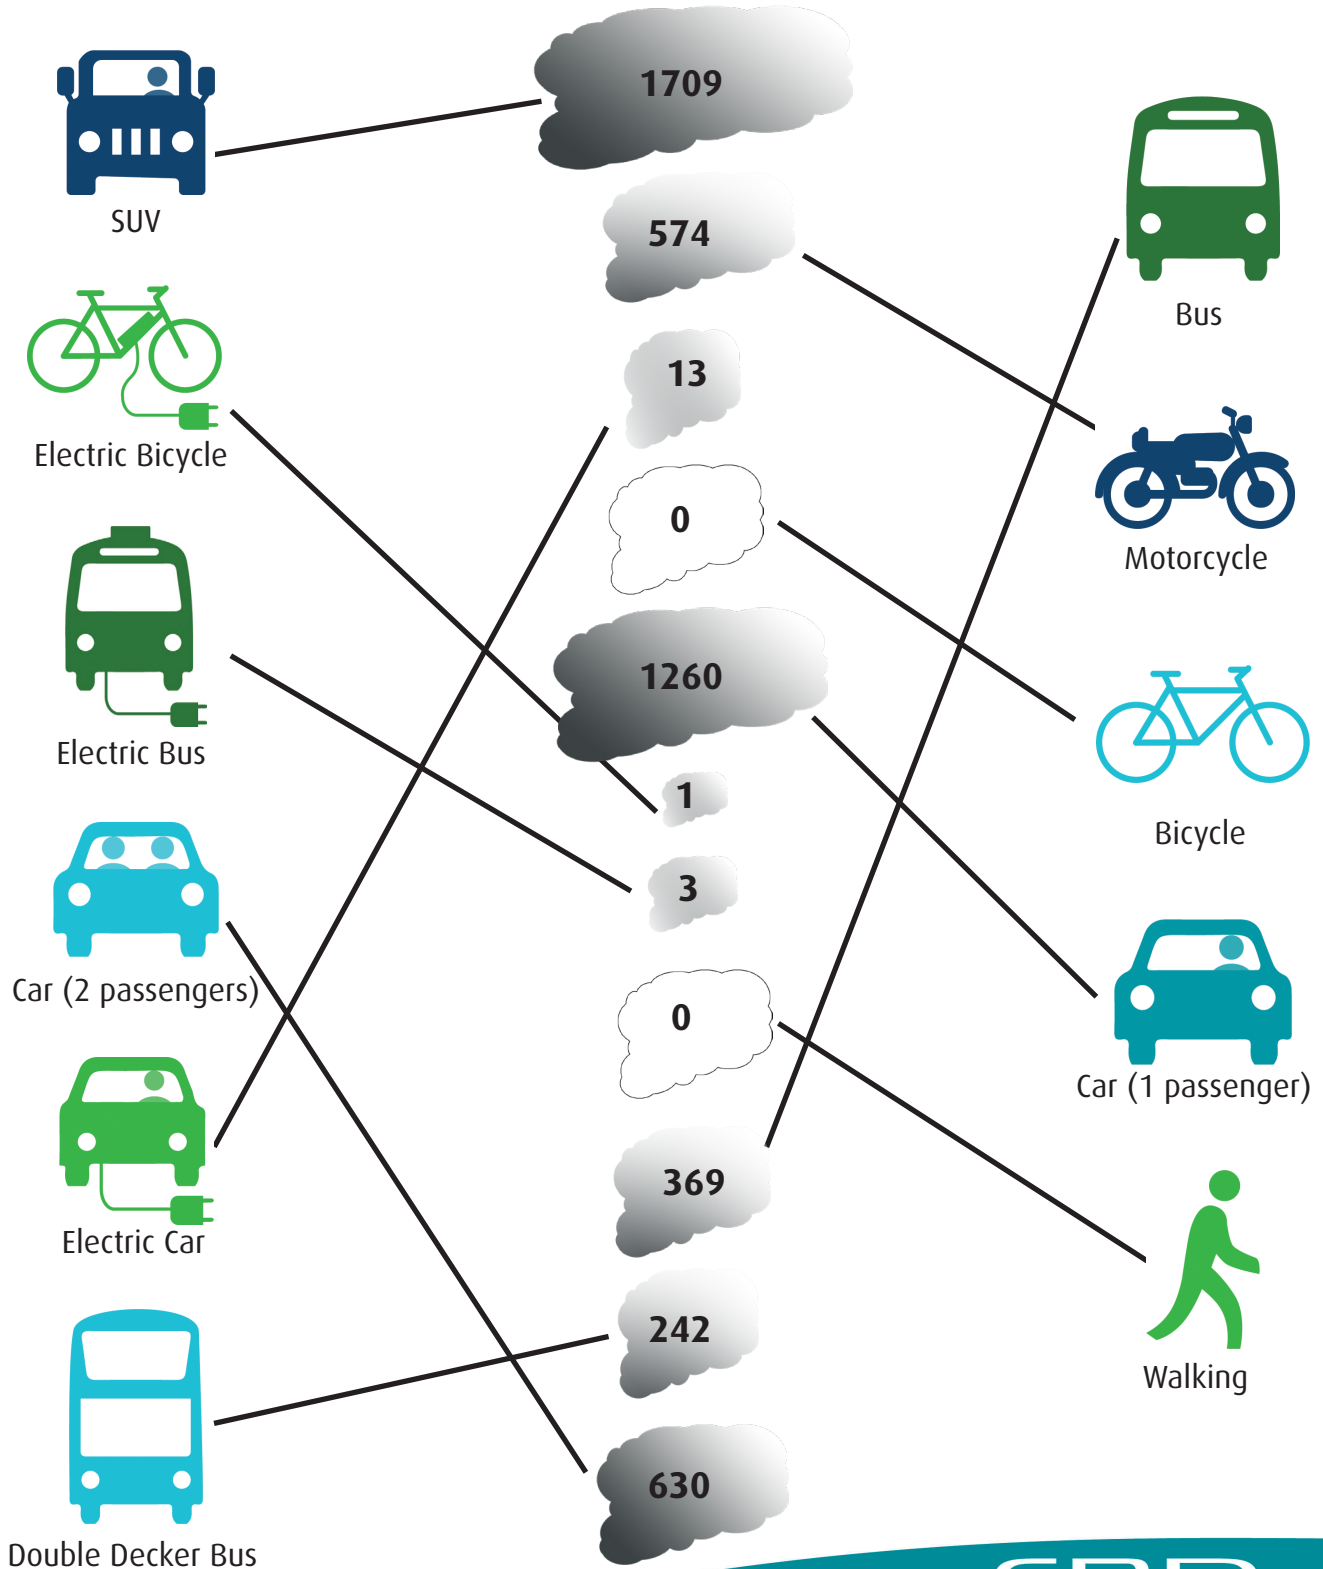 SUV
Electric Bicycle
Electric Bus
Car (2 passengers)
Electric Car
Double Decker Bus
1709
574
13
0
1260
1
3
0
369
242
630
Bus
Motorcycle
Bicycle
Car (1 passenger)
Walking